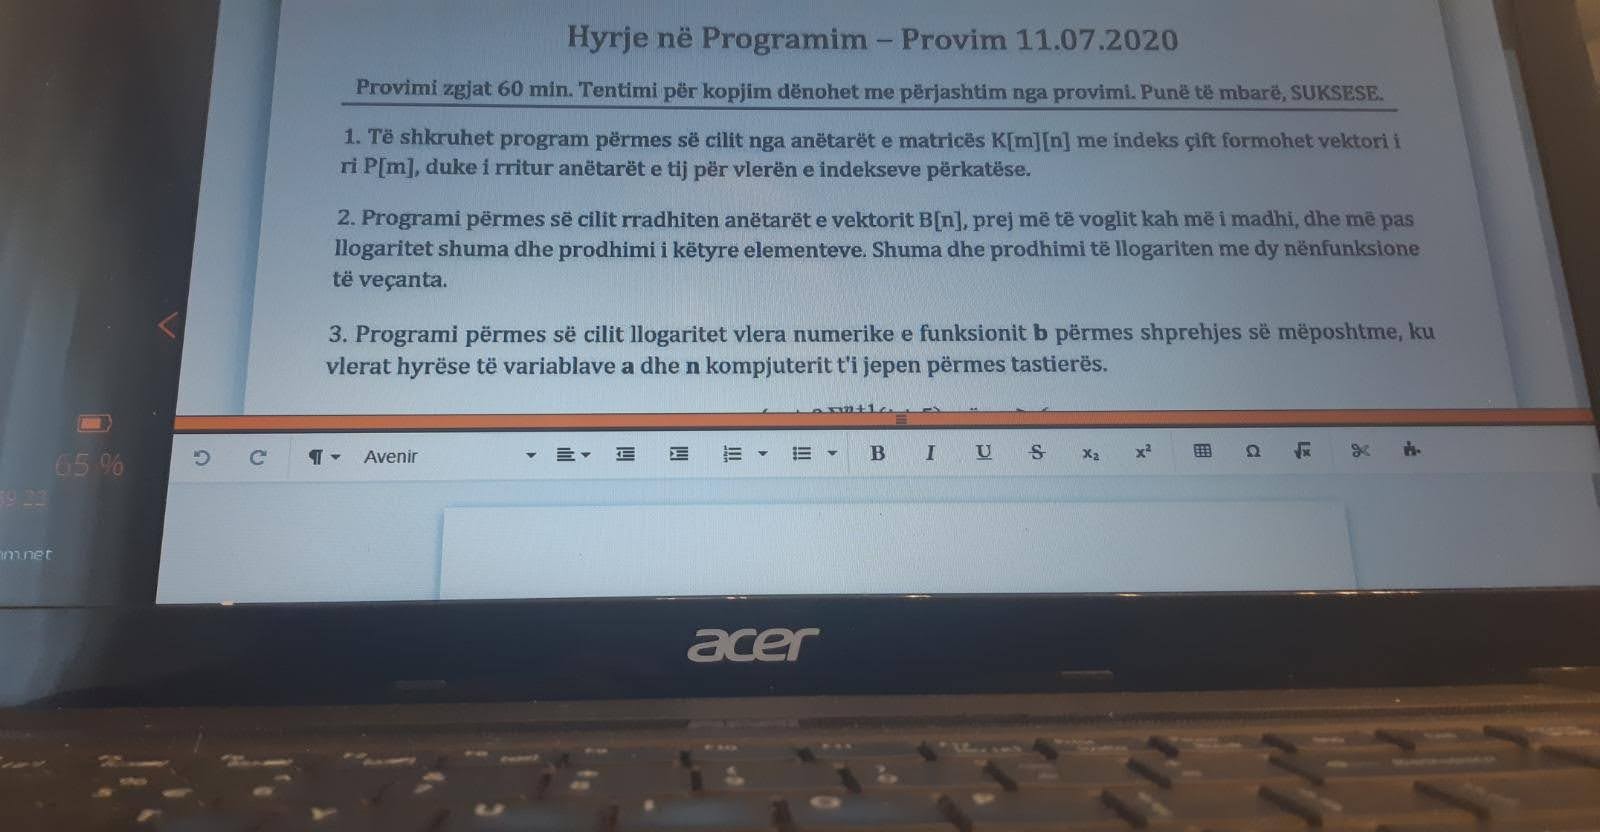 Hyrje në Programim – Provim 11.07.2020
Provimi zgjat 60 min. Tentimi për kopjim dënohet me përjashtim nga provimi. Punë të mbarë, SUKSESE.
1. Të shkruhet program përmes së cilit nga anëtarët e matricës K[m][n] me indeks çift formohet vektori i
ri P[m], duke i rritur anëtarët e tij për vlerën e indekseve përkatëse.
2. Programi përmes së cilit rradhiten anëtarët e vektorit B[n], prej më të voglit kah më i madhi, dhe më pas
llogaritet shuma dhe prodhimi i këtyre elementeve. Shuma dhe prodhimi të llogariten me dy nënfunksione
të veçanta.
3. Programi përmes së cilit llogaritet vlera numerike e funksionit b përmes shprehjes së mëposhtme, ku
vlerat hyrëse të variablave a dhe n kompjuterit t'i jepen përmes tastierës.
65 %
¶ Avenir B I U S x₂ x² Ω √x
acer